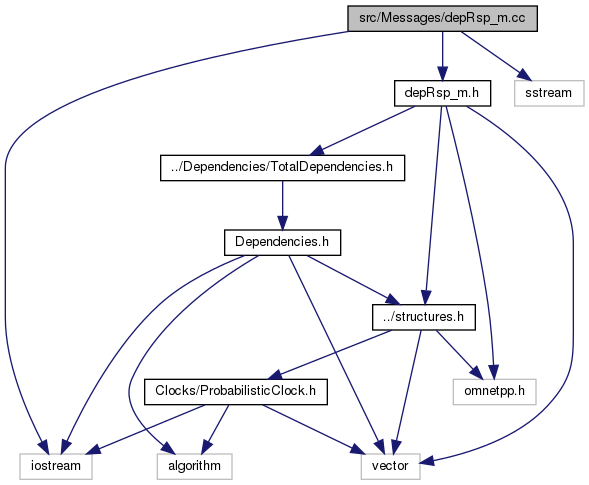 src/Messages/depRsp_m.cc
depRsp_m.h
sstream
../Dependencies/TotalDependencies.h
Dependencies.h
../structures.h
Clocks/ProbabilisticClock.h
omnetpp.h
iostream
algorithm
vector